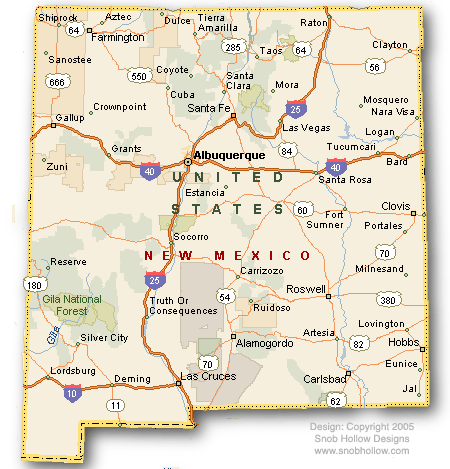 Shiprock
64
Aztec
Farmington
Dulce
Tierra
Amarilla
Raton
285
Taos
64
Clayton
Sanostee
666
550
Coyote
56
Cuba
Santa
Clara
Mora
Crownpoint
Santa Fe
25
Mosquero
Nara Visa
Gallup
Las Vegas
Logan
Grants
Albuquerque
84
Tucumcari
Zuni
40
40
Bard
Santa Rosa
UNITED
Estancia
STATES
60
Fort
Sumner
Clovis
Portales
Socorro
NEW MEXICO
70
Reserve
25
Carrizozo
Milnesand
180
Gila National
Forest
54
Roswell
380
Truth Or
Consequences
Ruidoso
Gila
Silver City
Artesia
Lovington
Alamogordo
82
Hobbs
Lordsburg
70
Eunice
10
Deming
Las Cruces
Carlsbad
Jal
11
62
Design: Copyright 2005
Snob Hollow Designs
www.snobhollow.com